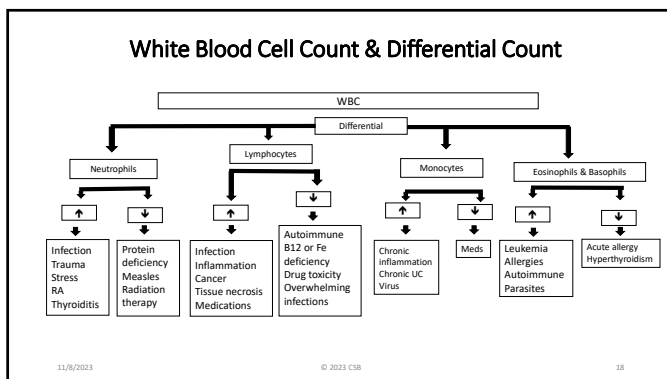 White Blood Cell Count & Differential Count
WBC
Differential
Neutrophils
Lymphocytes
Monocytes
Eosinophils & Basophils
↑
↓
↑
↓
↑
↓
↑
↓
Infection
Trauma
Stress
RA
Thyroiditis
Protein
deficiency
Measles
Radiation
therapy
Infection
Inflammation
Cancer
Tissue necrosis
Medications
Autoimmune
B12 or Fe
deficiency
Drug toxicity
Overwhelming
infections
Chronic
inflammation
Chronic UC
Virus
Meds
Leukemia
Allergies
Autoimmune
Parasites
Acute allergy
Hyperthyroidism
11/8/2023
© 2023 CSB
18